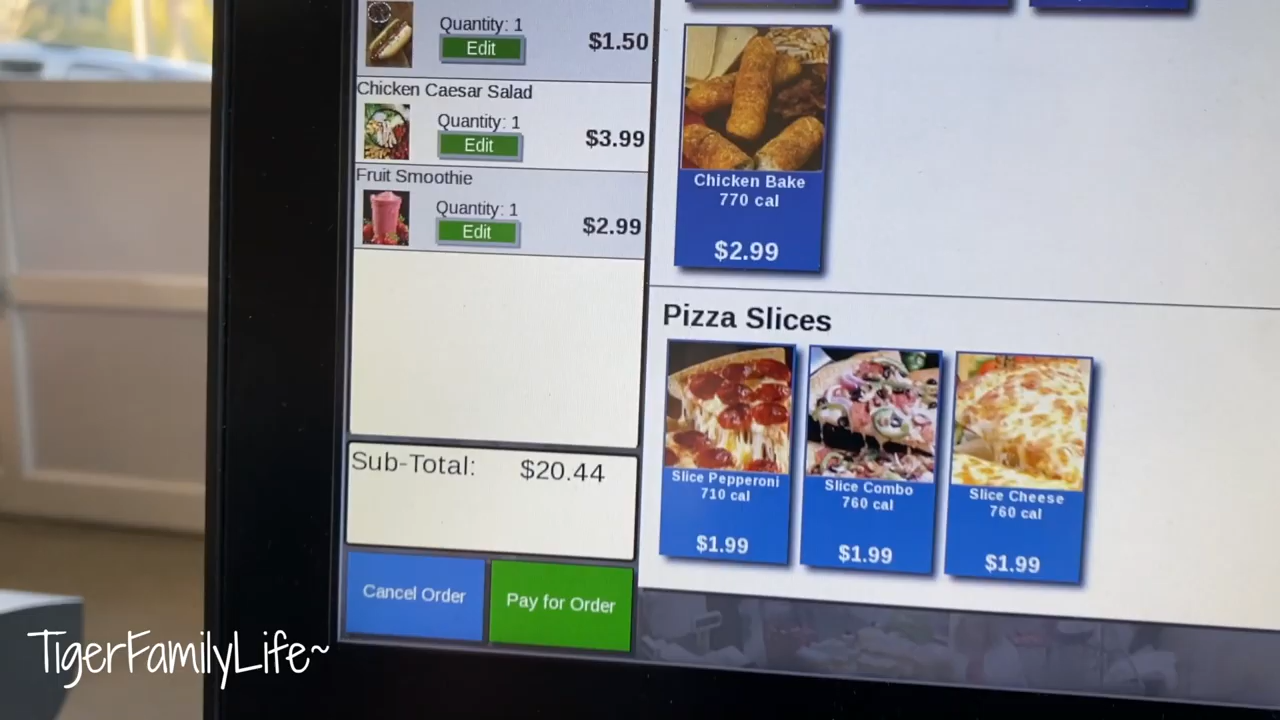 Quantity: 1
Edit
$1.50
Chicken Caesar Salad
Quantity: 1
Edit
$3.99
Fruit Smoothie
Quantity: 1
Edit
$2.99
Sub-Total: $20.44
Cancel Order
Pay for Order
Chicken Bake
770 cal
$2.99
Pizza Slices
Slice Pepperoni
710 cal
$1.99
Slice Combo
760 cal
$1.99
Slice Cheese
760 cal
$1.99
TigerFamilyLife~